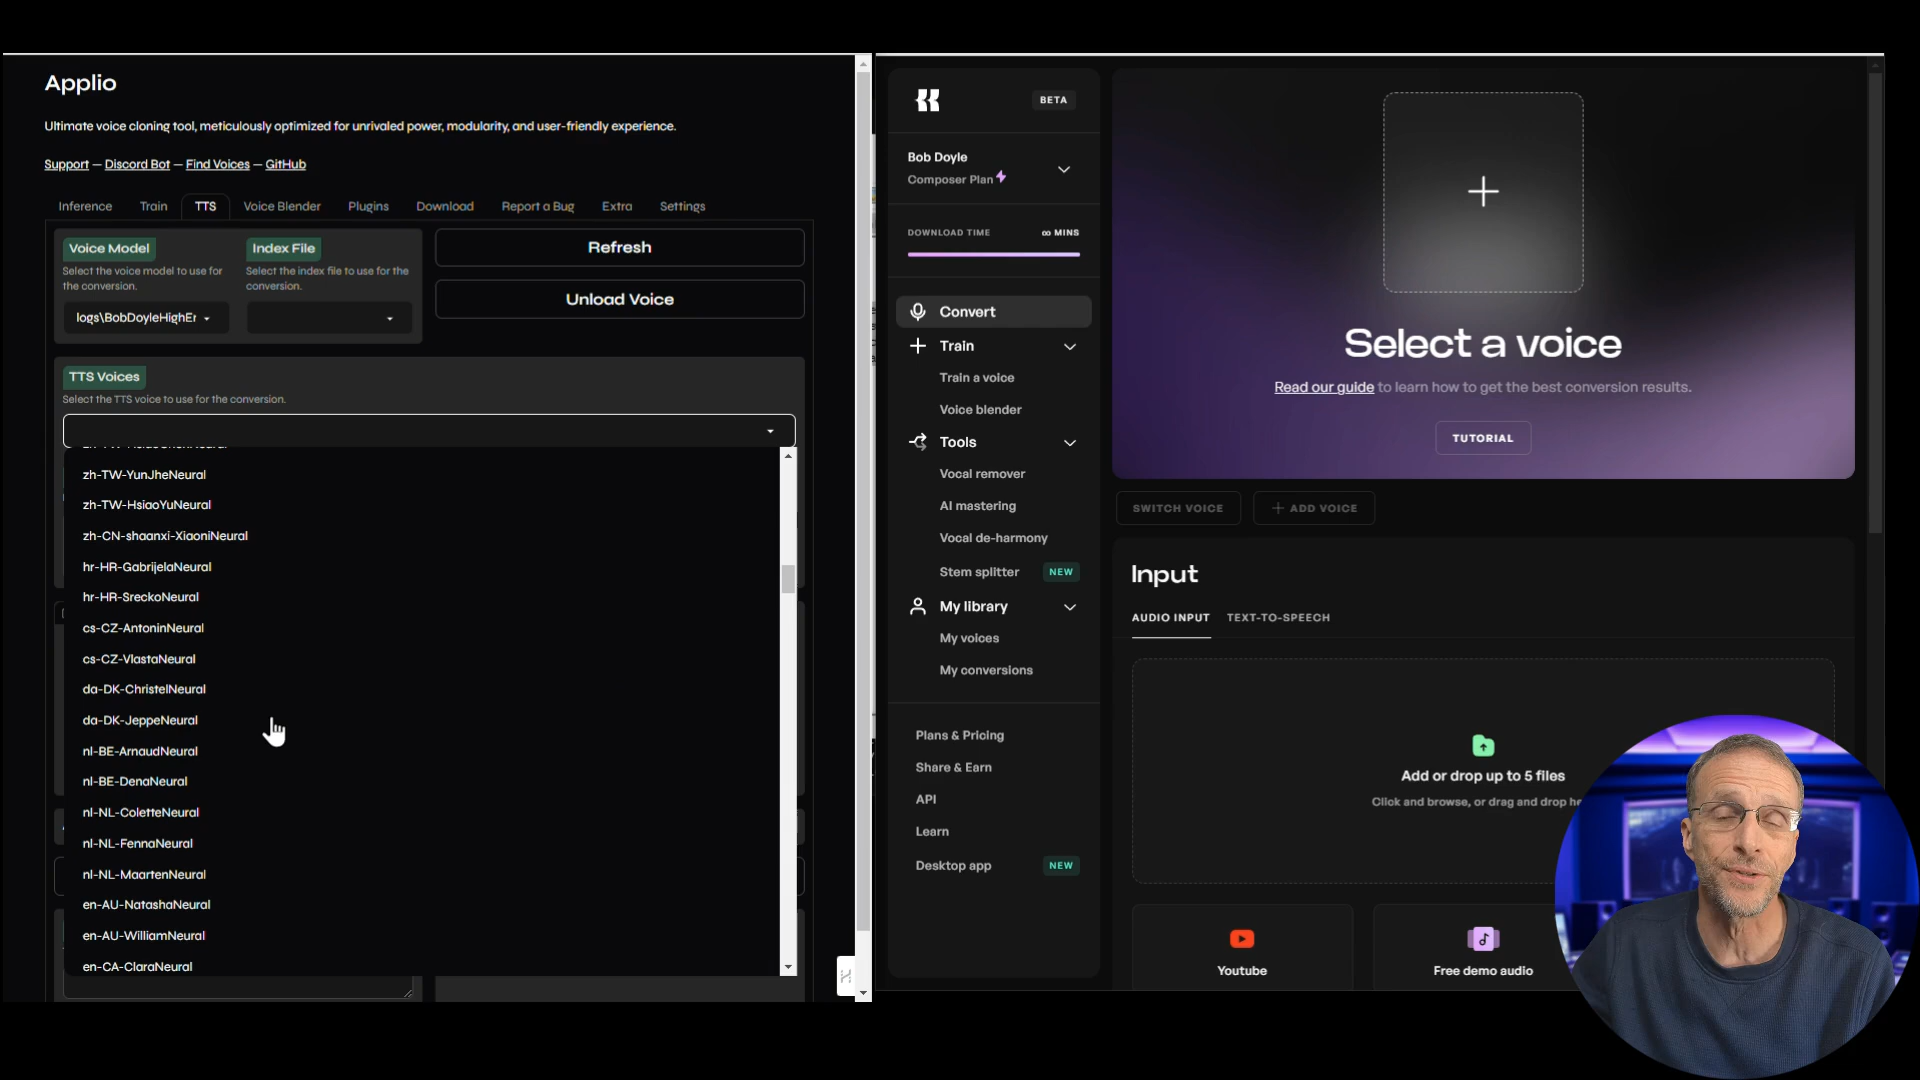 Applio
Ultimate voice cloning tool, meticulously optimized for unrivaled power, modularity, and user-friendly experience.
Support — Discord Bot — Find Voices — GitHub
Inference Train TTS Voice Blender Plugins Download Report a Bug Extra Settings
Voice Model
Select the voice model to use for
the conversion.
logs\BobDoyleHighEr
Index File
Select the index file to use for the
conversion.
Refresh
Unload Voice
TTS Voices
Select the TTS voice to use for the conversion.
zh-TW-YunJheNeural
zh-TW-HsiaoYuNeural
zh-CN-shaanxi-XiaoniNeural
hr-HR-GabrijelaNeural
hr-HR-SreckoNeural
cs-CZ-AntoninNeural
cs-CZ-VlastaNeural
da-DK-ChristelNeural
da-DK-JeppeNeural
nl-BE-ArnaudNeural
nl-BE-DenaNeural
nl-NL-ColetteNeural
nl-NL-FennaNeural
nl-NL-MaartenNeural
en-AU-NatashaNeural
en-AU-WilliamNeural
en-CA-ClaraNeural
BETA
Bob Doyle
Composer Plan
DOWNLOAD TIME ∞ MINS
Convert
Train
Train a voice
Voice blender
Tools
Vocal remover
AI mastering
Vocal de-harmony
Stem splitter NEW
My library
My voices
My conversions
Plans & Pricing
Share & Earn
API
Learn
Desktop app NEW
Select a voice
Read our guide to learn how to get the best conversion results.
TUTORIAL
SWITCH VOICE + ADD VOICE
Input
AUDIO INPUT TEXT-TO-SPEECH
Add or drop up to 5 files
Click and browse, or drag and drop
Youtube
Free demo audio